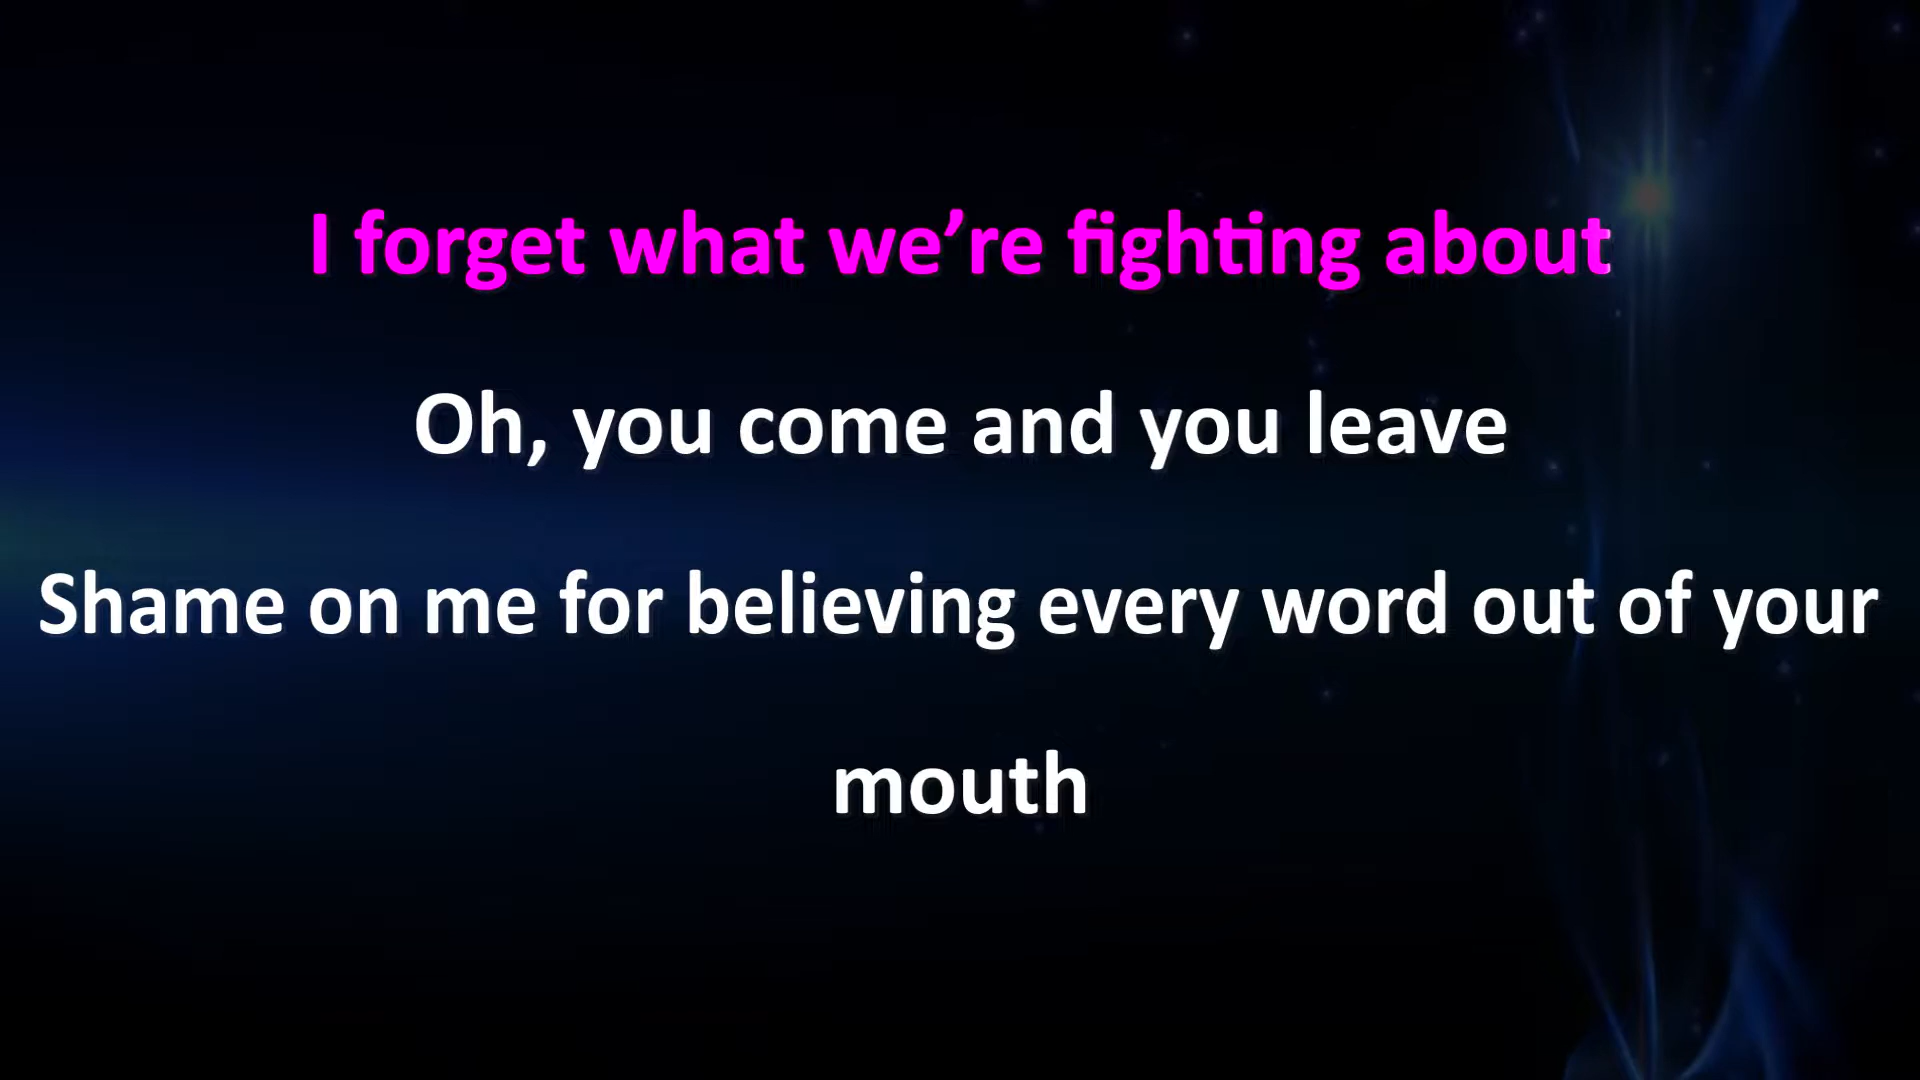 I forget what we’re fighting about
Oh, you come and you leave
Shame on me for believing every word out of your
mouth